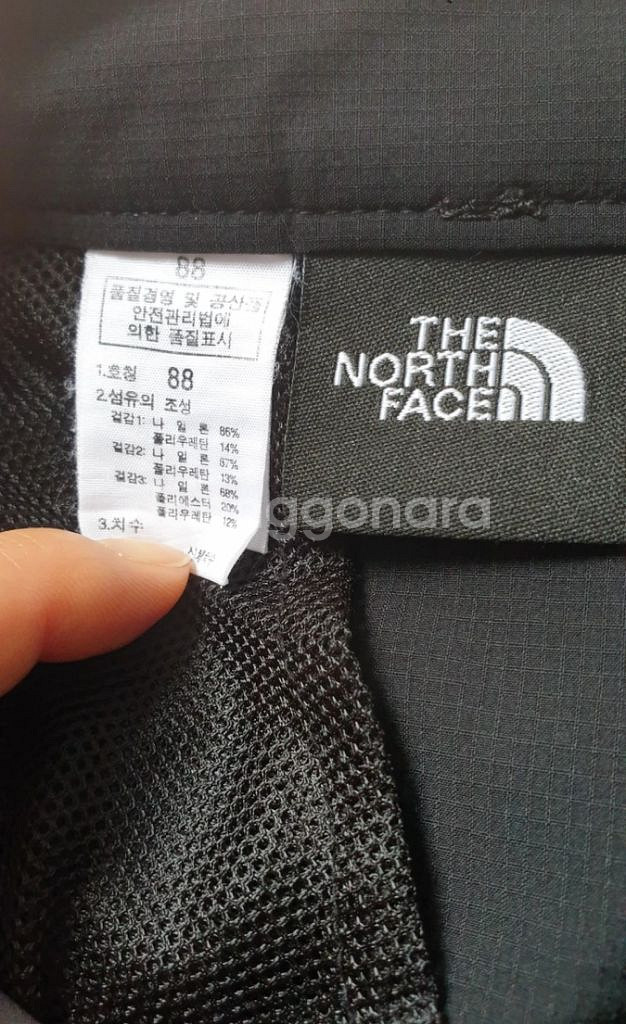 88
품질경영 및 공산품
안전관리법에
의한 품질표시
1.호칭 88
2.섬유의 조성
겉감1: 나 일 론 86%
폴리우레탄 14%
겉감2: 나 일 론 87%
폴리우레탄 13%
겉감3: 나 일 론 68%
폴리에스터 20%
폴리우레탄 12%
3.치수
THE
NORTH
FACE
ggonara